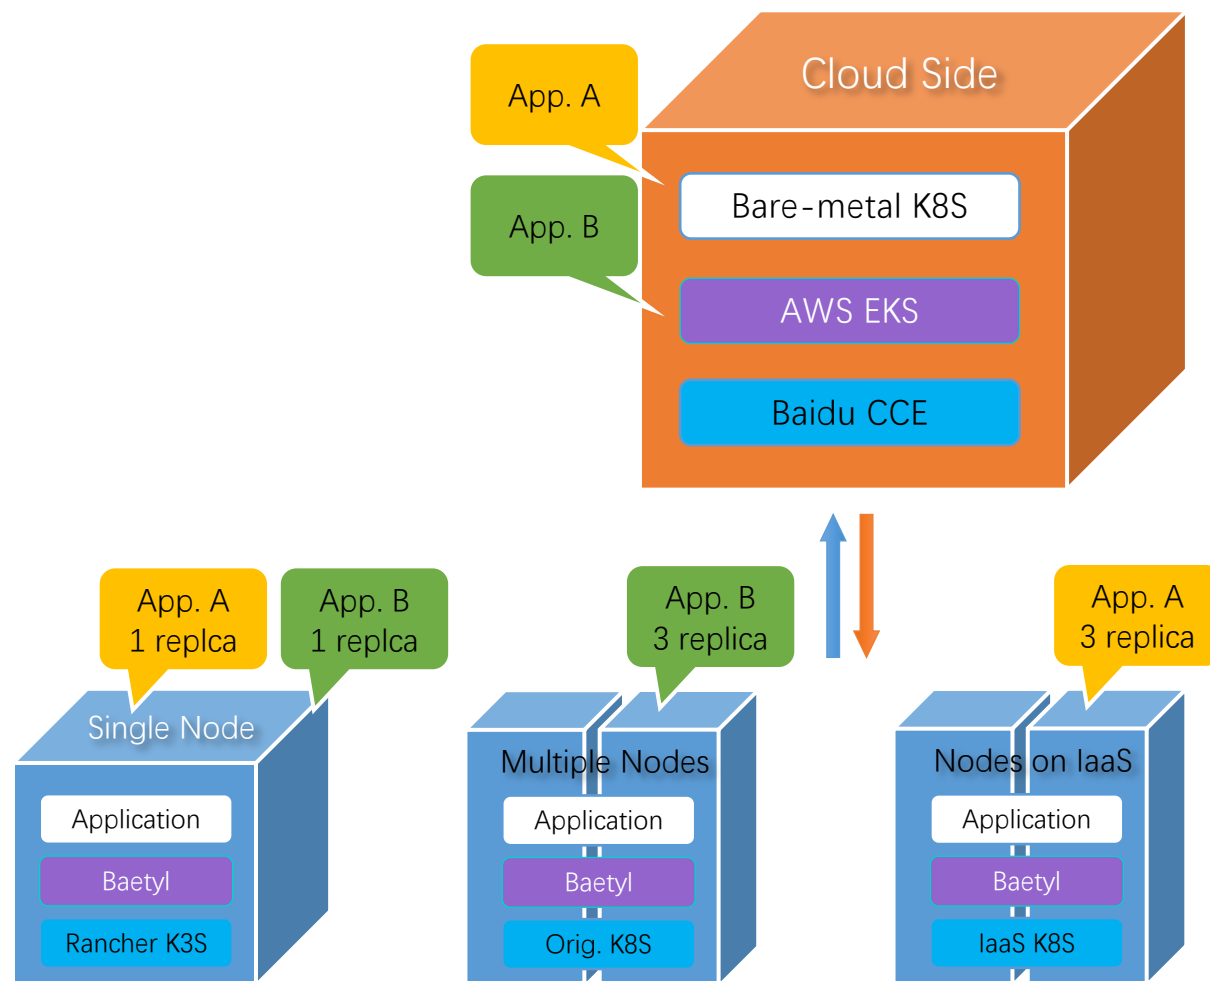 Cloud Side
App. A
Bare-metal K8S
App. B
AWS EKS
Baidu CCE
App. A
1 replca
App. B
1 replca
App. B
3 replica
App. A
3 replica
Single Node
Application
Baetyl
Rancher K3S
Multiple Nodes
Application
Baetyl
Orig. K8S
Nodes on IaaS
Application
Baetyl
IaaS K8S